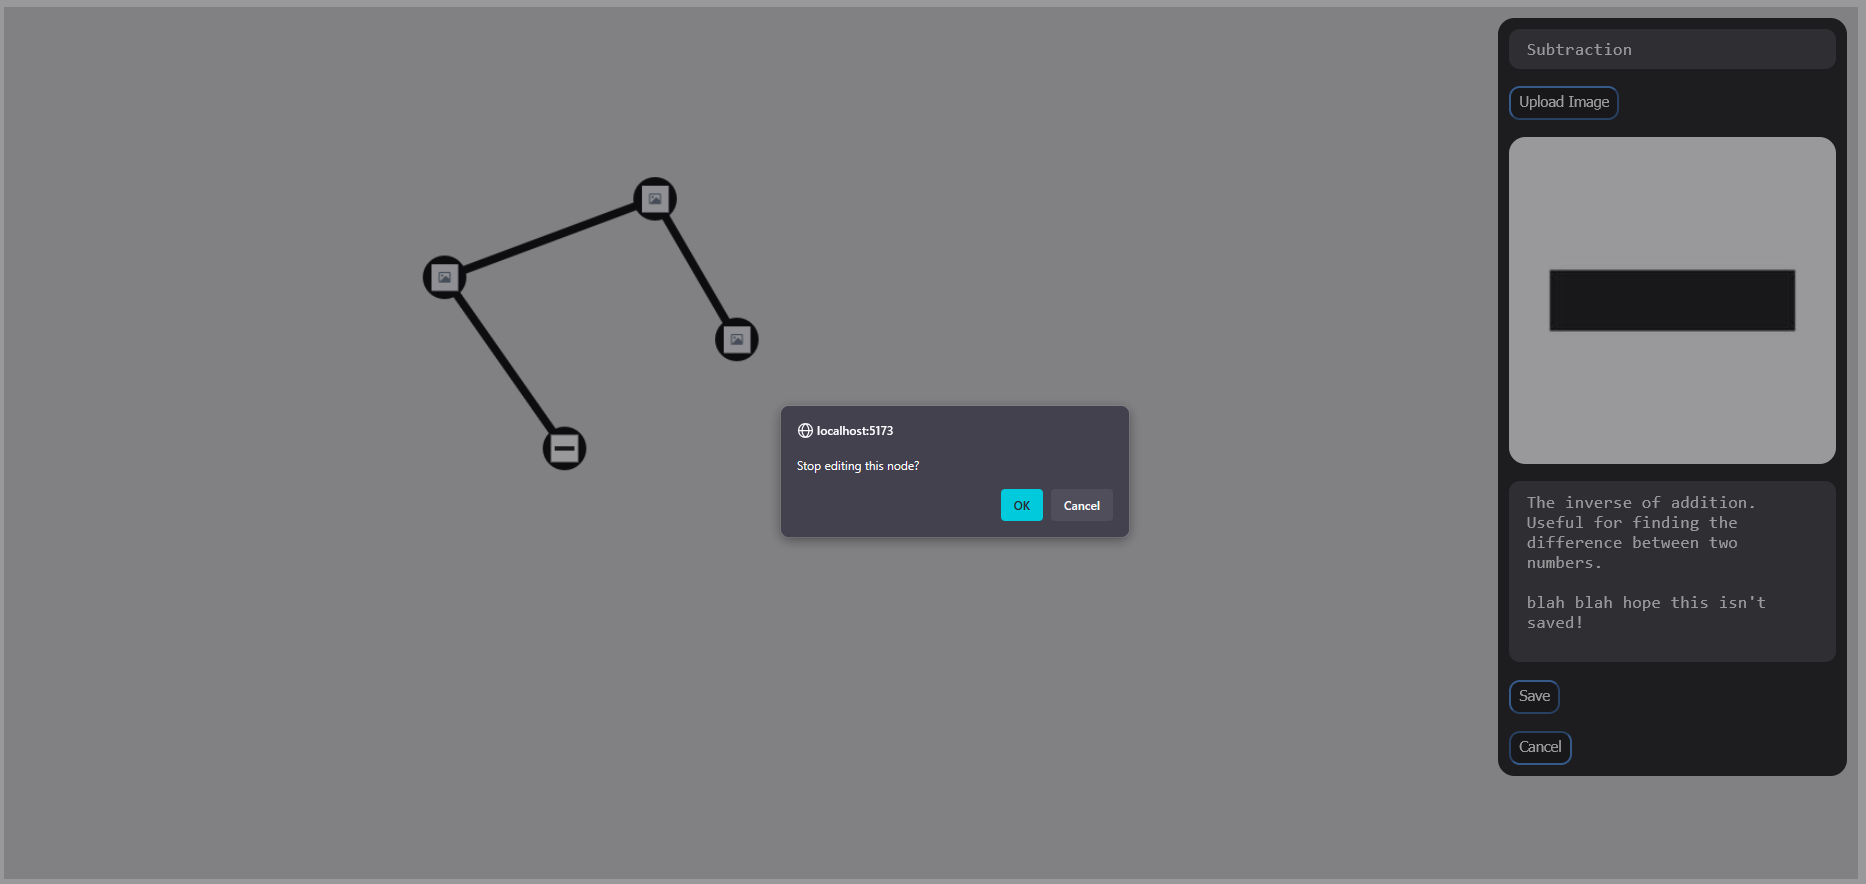 Subtraction
Upload Image
localhost:5173
Stop editing this node?
OK
Cancel
The inverse of addition.
Useful for finding the
difference between two
numbers.
blah blah hope this isn't
saved!
Save
Cancel